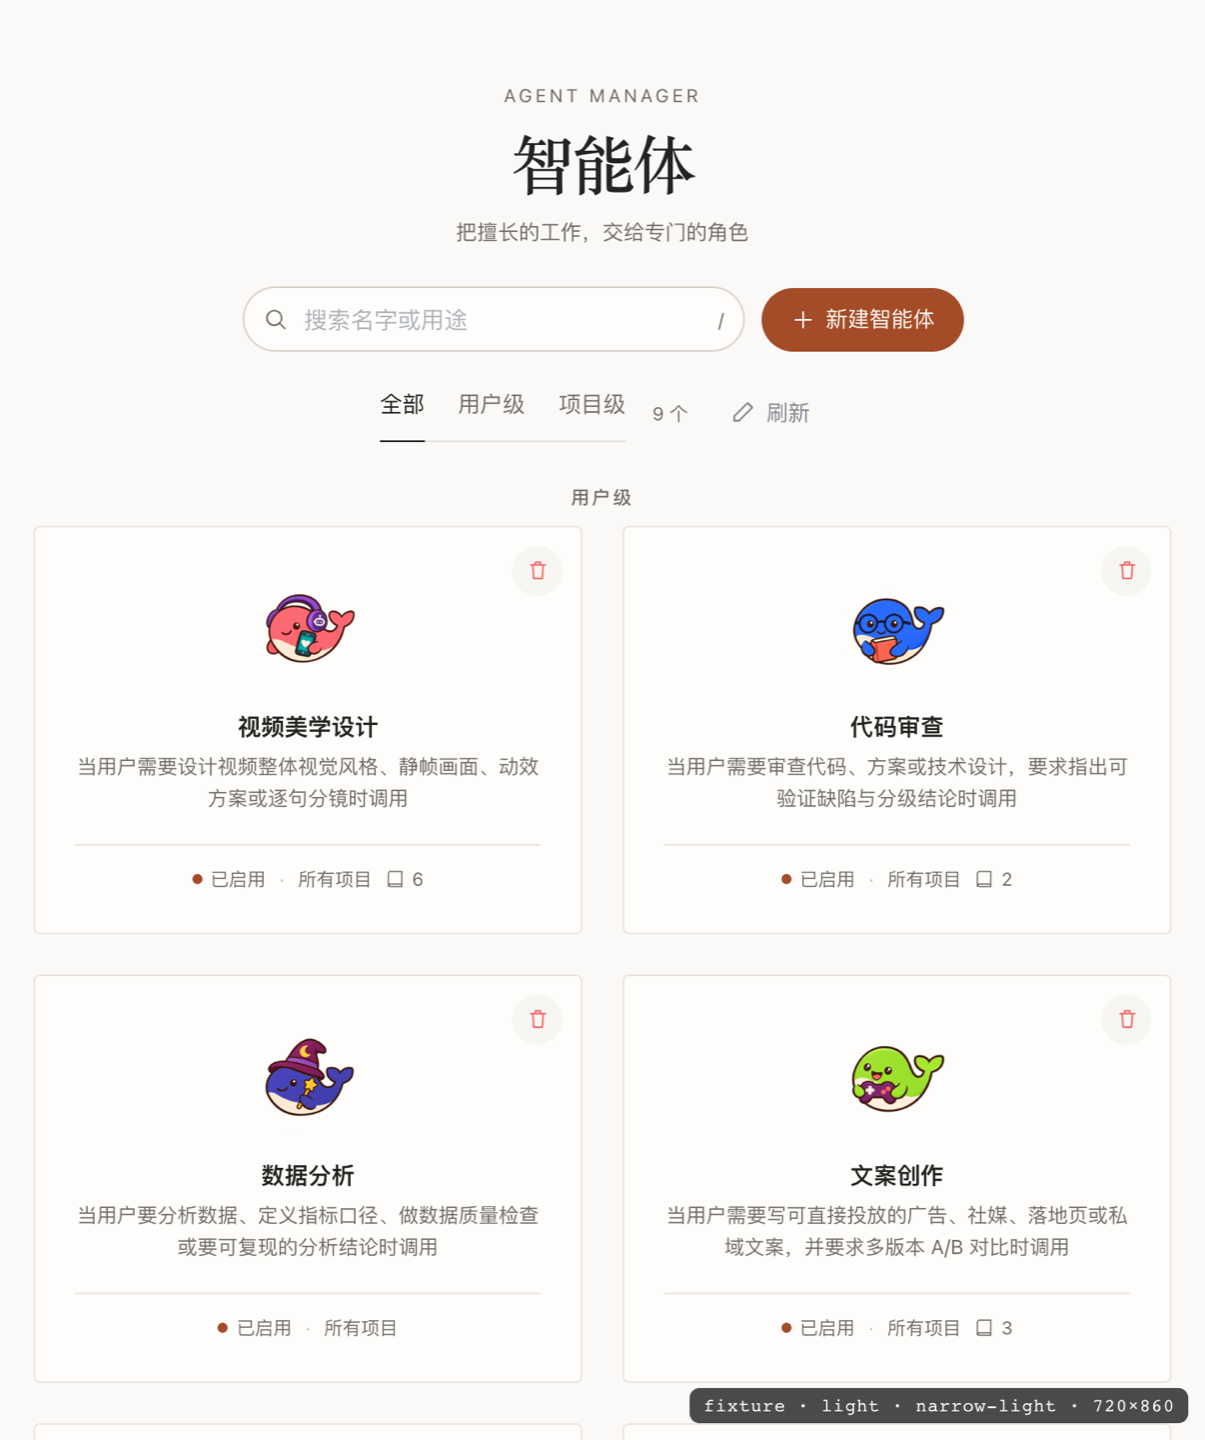 AGENT MANAGER
智能体
把擅长的工作，交给专门的角色
搜索名字或用途 /
新建智能体
全部 用户级 项目级 9 个 刷新
用户级
视频美学设计
当用户需要设计视频整体视觉风格、静帧画面、动效
方案或逐句分镜时调用
已启用 · 所有项目 6
代码审查
当用户需要审查代码、方案或技术设计，要求指出可
验证缺陷与分级结论时调用
已启用 · 所有项目 2
数据分析
当用户要分析数据、定义指标口径、做数据质量检查
或要可复现的分析结论时调用
已启用 · 所有项目
文案创作
当用户需要写可直接投放的广告、社媒、落地页或私
域文案，并要求多版本 A/B 对比时调用
已启用 · 所有项目 3
fixture · light · narrow-light · 720×860